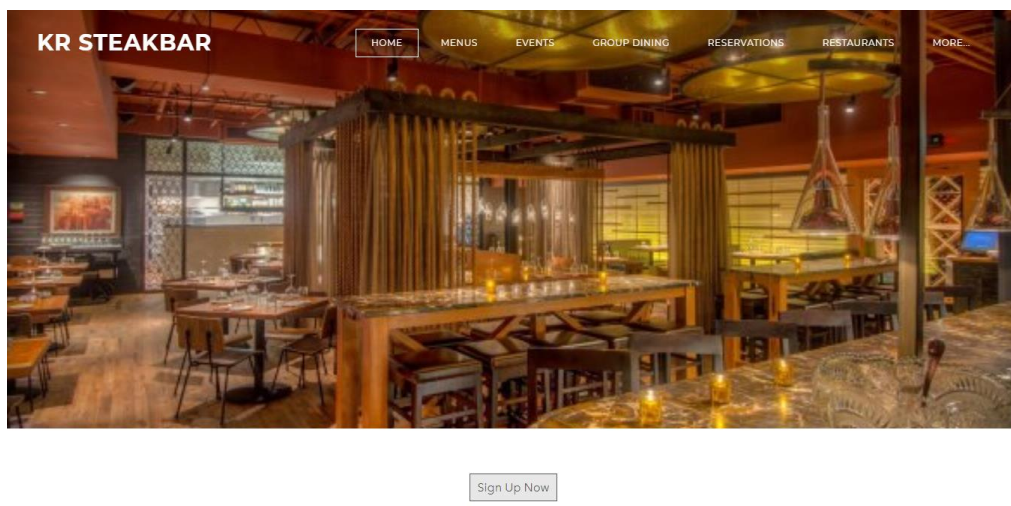 KR STEAKBAR
HOME MENUS EVENTS GROUP DINING RESERVATIONS RESTAURANTS MORE...
Sign Up Now